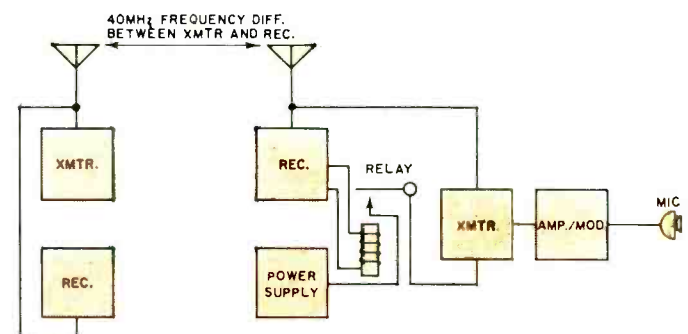 40MHz FREQUENCY DIFF.
BETWEEN XMTR AND REC.
XMTR.
REC.
RELAY
XMTR.
AMP./MOD.
MIC
REC.
POWER
SUPPLY